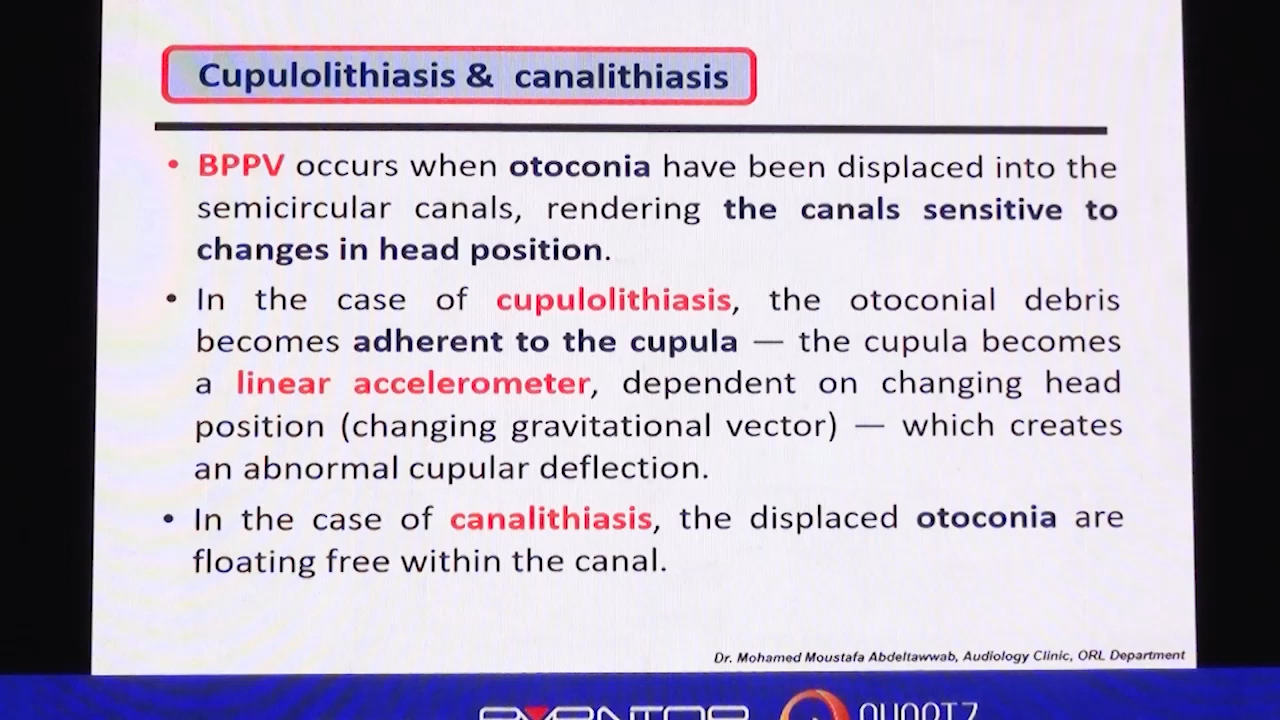 Cupulolithiasis & canalithiasis
• BPPV occurs when otoconia have been displaced into the
semicircular canals, rendering the canals sensitive to
changes in head position.
• In the case of cupulolithiasis, the otoconial debris
becomes adherent to the cupula — the cupula becomes
a linear accelerometer, dependent on changing head
position (changing gravitational vector) — which creates
an abnormal cupular deflection.
• In the case of canalithiasis, the displaced otoconia are
floating free within the canal.
Dr. Mohamed Moustafa Abdeltawwab, Audiology Clinic, ORL Department